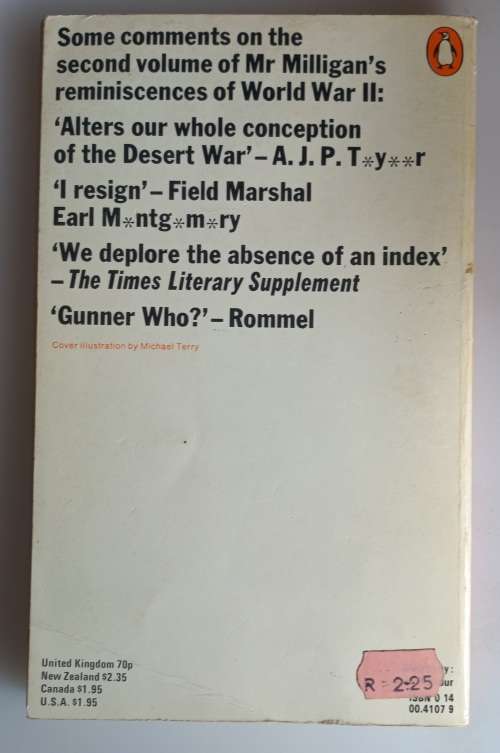 Some comments on the
second volume of Mr Milligan's
reminiscences of World War II:
'Alters our whole conception
of the Desert War'– A. J. P. T*y**r
'I resign'– Field Marshal
Earl M*ntg*m*ry
'We deplore the absence of an index'
– The Times Literary Supplement
'Gunner Who?'– Rommel
Cover illustration by Michael Terry
United Kingdom 70p
New Zealand $2.35
Canada $1.95
U.S.A. $1.95
R = 2-25
ISBN 0 14
00.4107 9